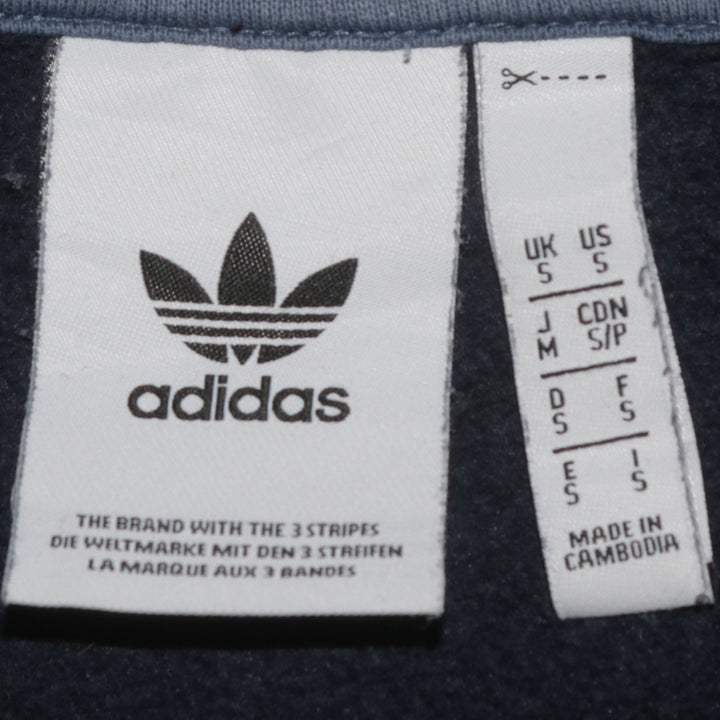 adidas
THE BRAND WITH THE 3 STRIPES
DIE WELTMARKE MIT DEN 3 STREIFEN
LA MARQUE AUX 3 BANDES
UK US
S S
J CDN
M S/P
D F
S S
E I
S S
MADE IN
CAMBODIA